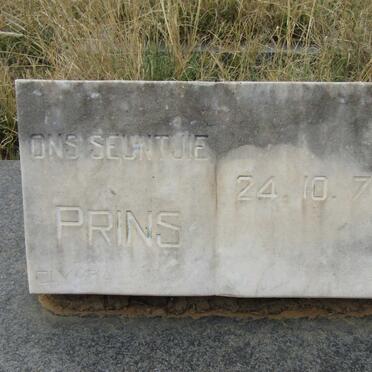 ONS SEUNTJIE
24.10.7
PRINS